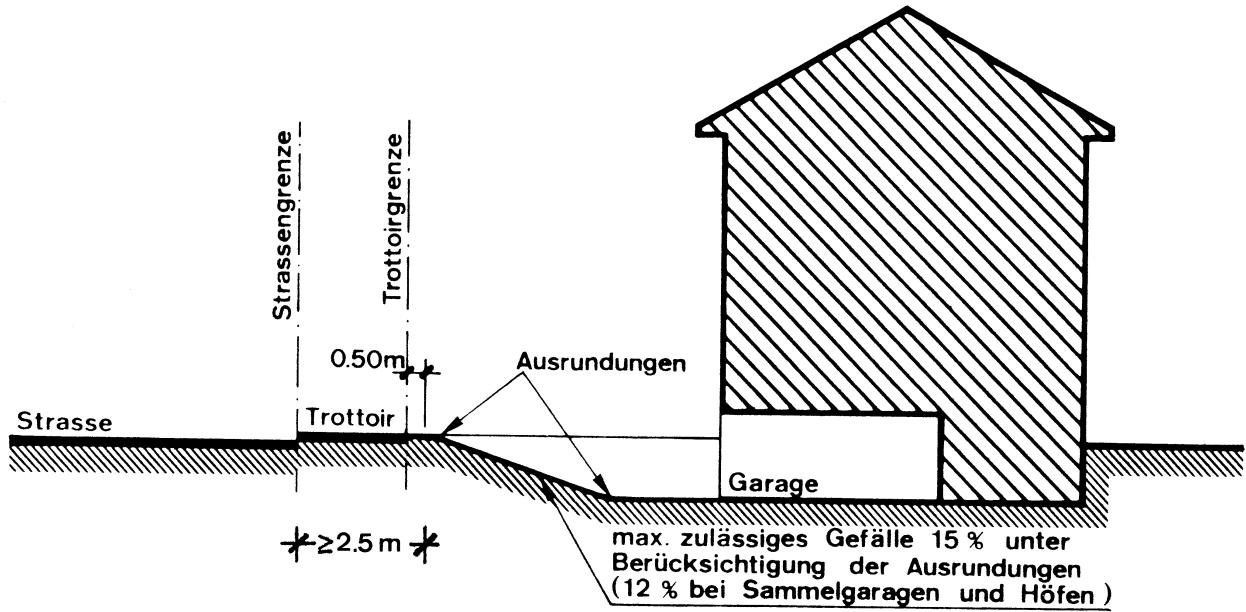 Strassengrenze
Trottoirgrenze
0.50m
Ausrundungen
Strasse
Trottoir
Garage
≥2.5 m
max. zulässiges Gefälle 15 % unter
Berücksichtigung der Ausrundungen
(12 % bei Sammelgaragen und Höfen)